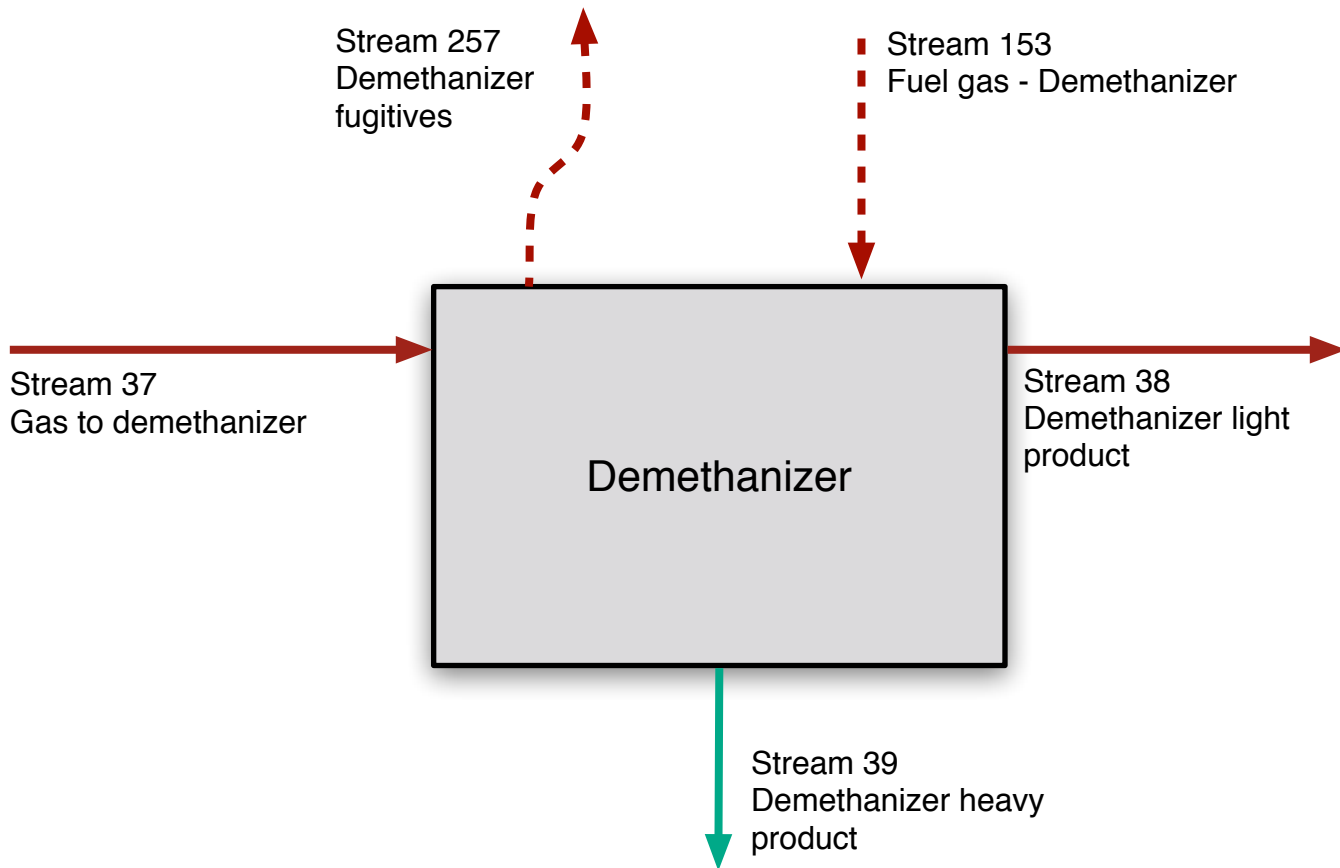 Stream 257
Demethanizer
fugitives
Stream 153
Fuel gas - Demethanizer
Stream 37
Gas to demethanizer
Demethanizer
Stream 38
Demethanizer light
product
Stream 39
Demethanizer heavy
product